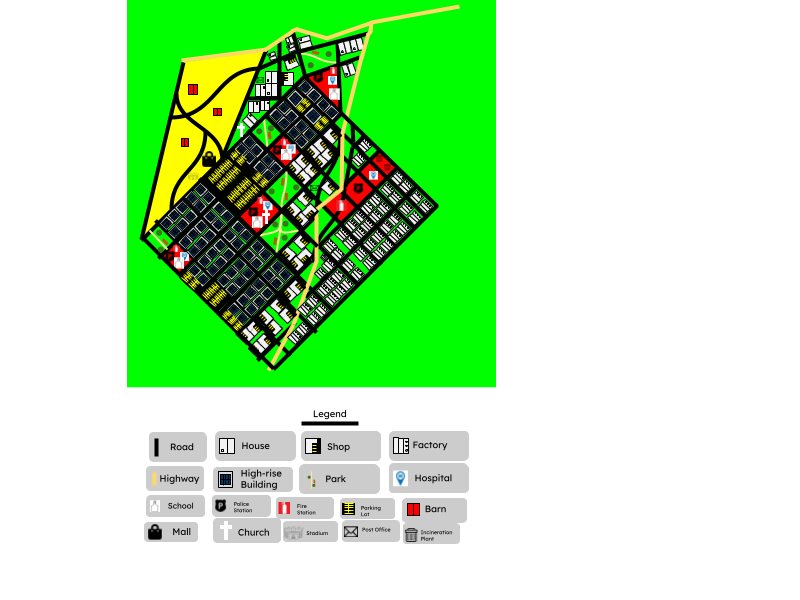 Legend
Road
House
Shop
Factory
Highway
High-rise
Building
Park
Hospital
School
Police
Station
Fire
Station
Parking
Lot
Barn
Mall
Church
Stadium
Post Office
Incineration
Plant